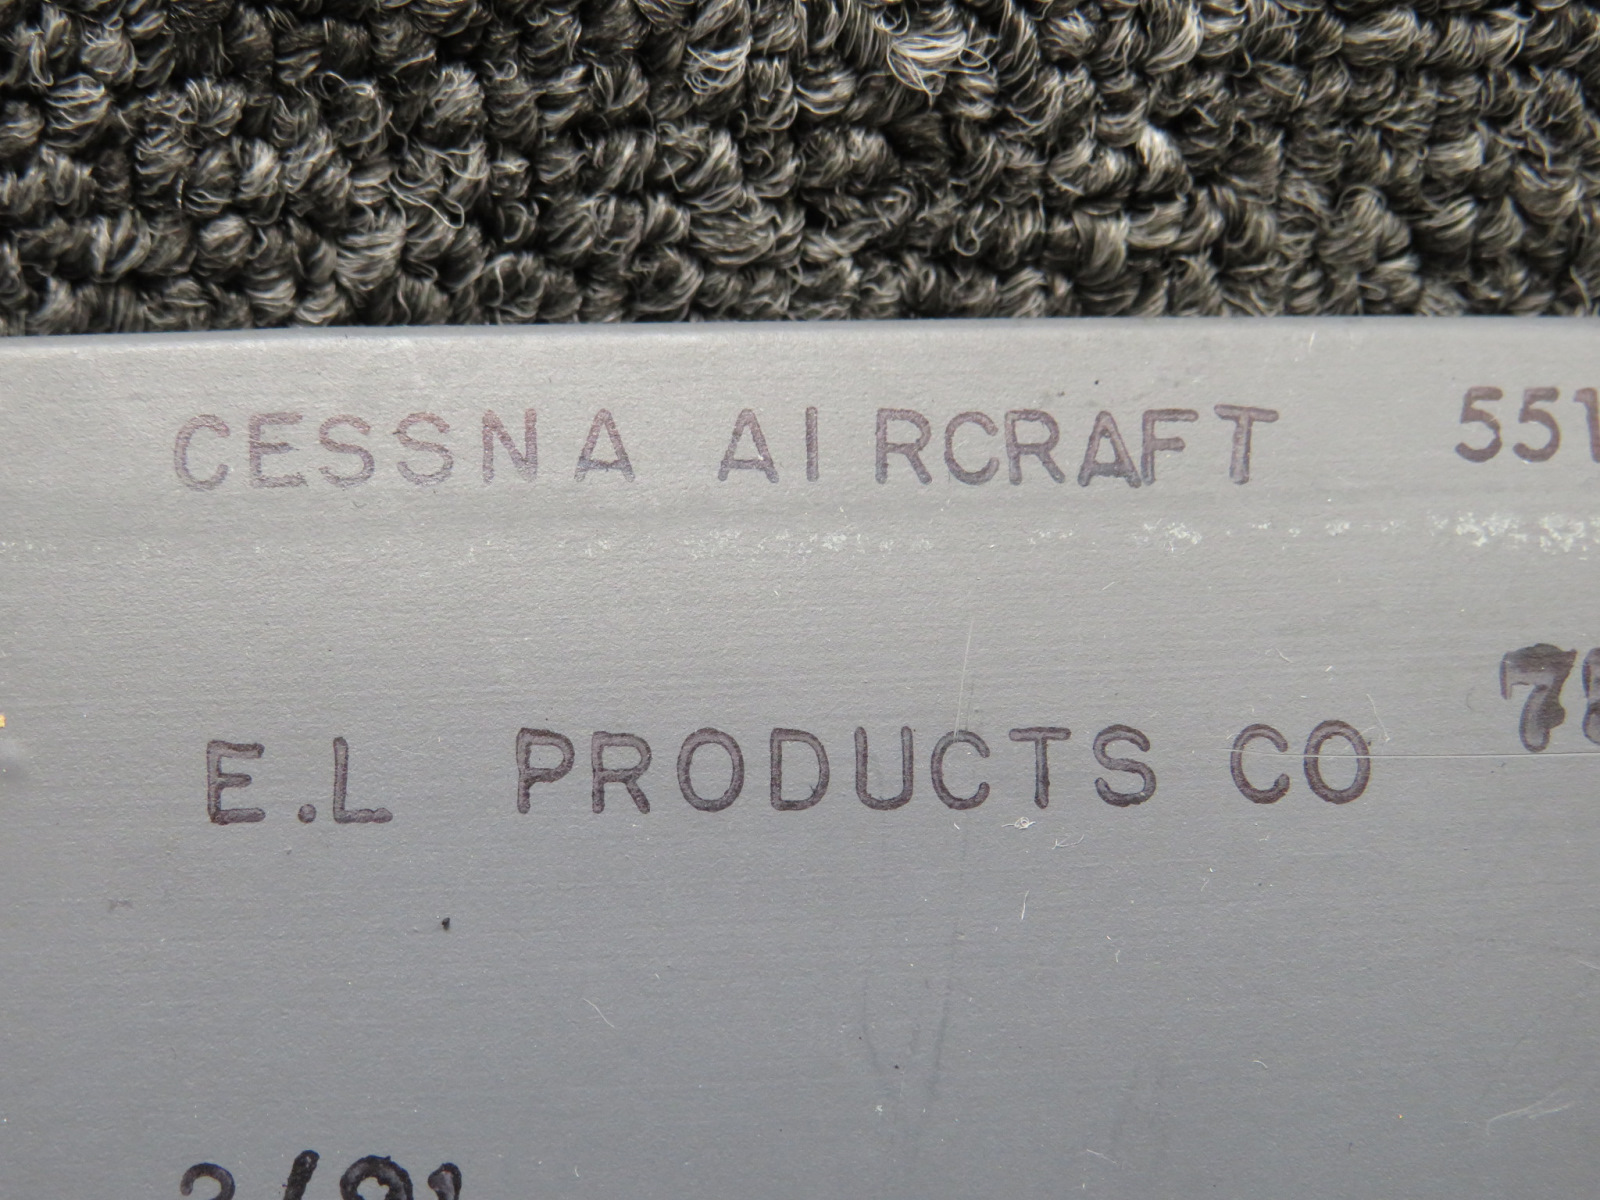 CESSNA AIRCRAFT 551
E.L PRODUCTS CO